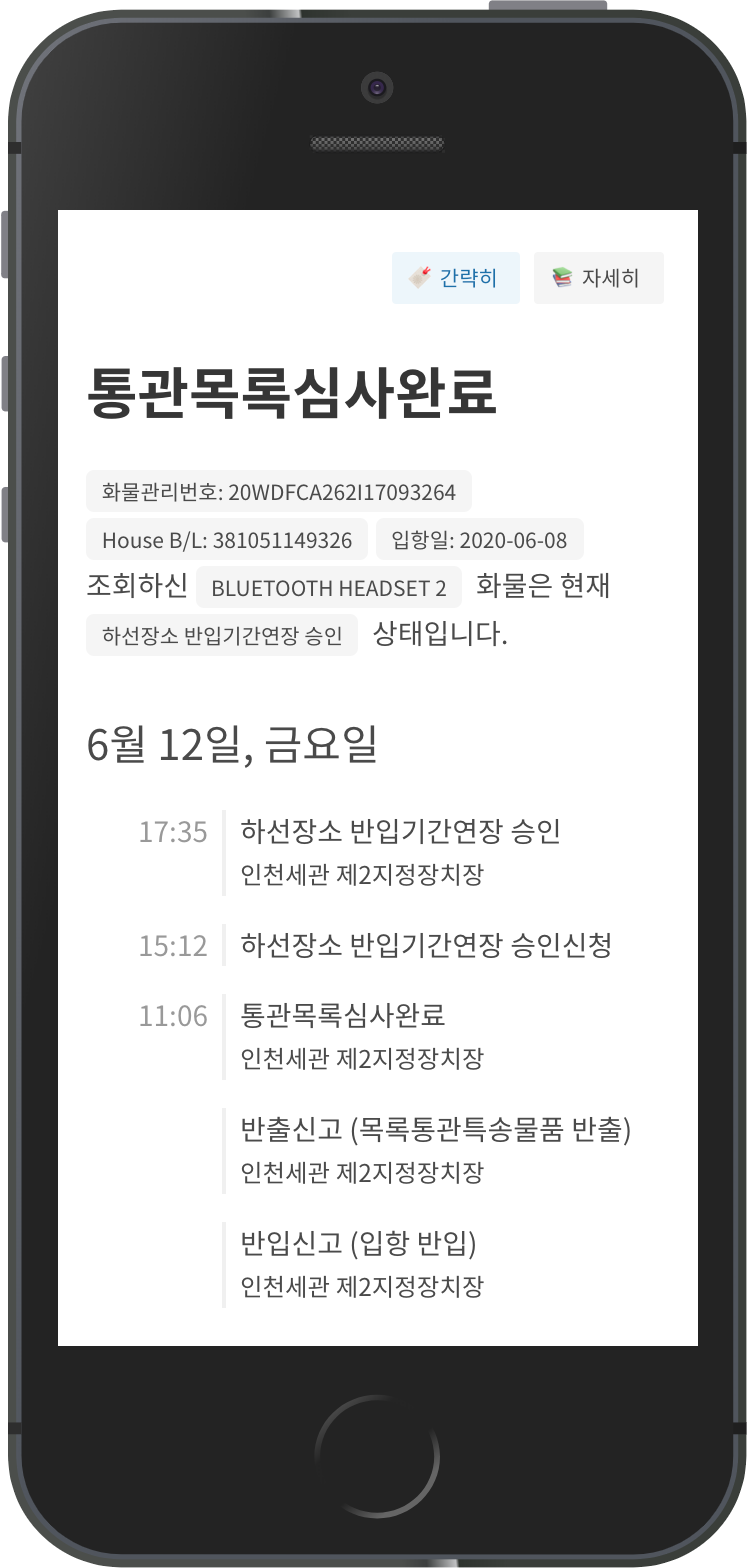 간략히 자세히
통관목록심사완료
화물관리번호: 20WDFCA262I17093264
House B/L: 381051149326 입항일: 2020-06-08
조회하신 BLUETOOTH HEADSET 2 화물은 현재
하선장소 반입기간연장 승인 상태입니다.
6월 12일, 금요일
17:35 하선장소 반입기간연장 승인
인천세관 제2지정장치장
15:12 하선장소 반입기간연장 승인신청
11:06 통관목록심사완료
인천세관 제2지정장치장
반출신고 (목록통관특송물품 반출)
인천세관 제2지정장치장
반입신고 (입항 반입)
인천세관 제2지정장치장